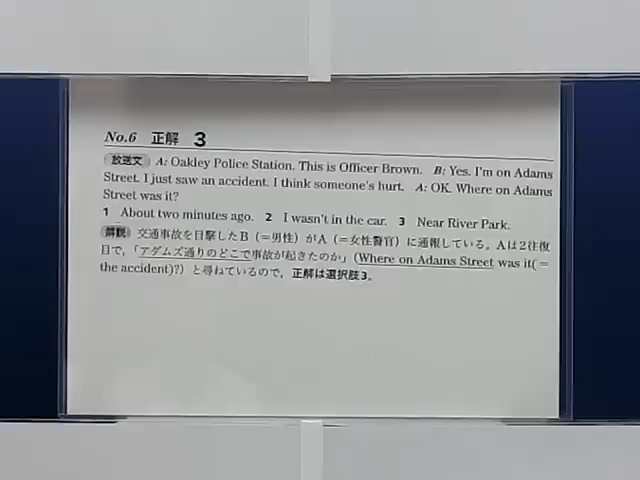 No.6 正解 3
放送文 A: Oakley Police Station. This is Officer Brown. B: Yes. I'm on Adams
Street. I just saw an accident. I think someone's hurt. A: OK. Where on Adams
Street was it?
1 About two minutes ago. 2 I wasn't in the car. 3 Near River Park.
解説 交通事故を目撃したB（＝男性）がA（＝女性警官）に通報している。Aは2往復
目で，「アダムズ通りのどこで事故が起きたのか」（Where on Adams Street was it(＝
the accident)?）と尋ねているので，正解は選択肢3。